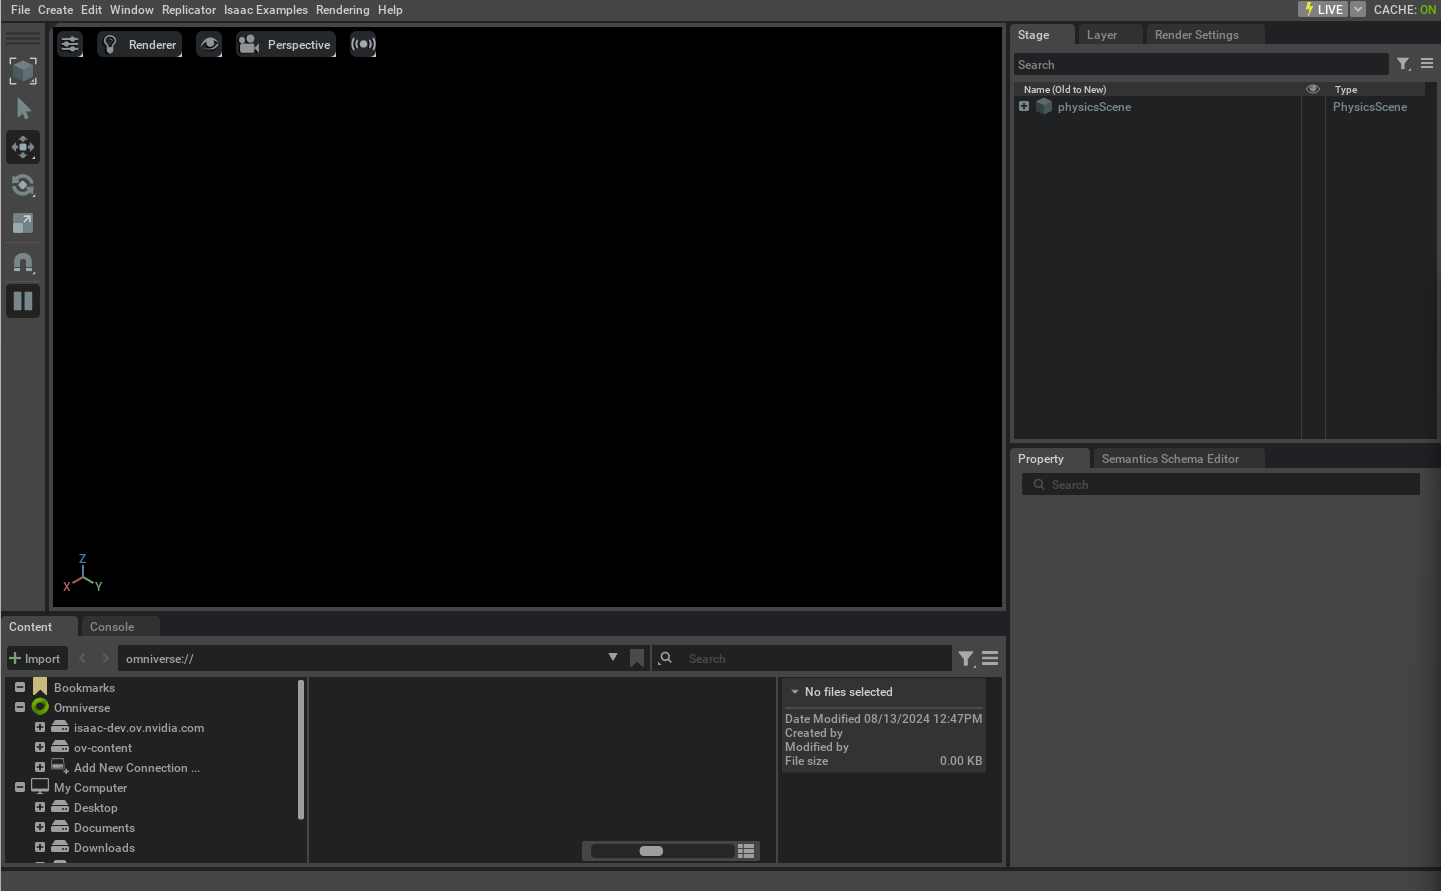 File Create Edit Window Replicator Isaac Examples Rendering Help
LIVE CACHE: ON
Renderer Perspective
Stage Layer Render Settings
Search
Name (Old to New) Type
physicsScene PhysicsScene
Z
X Y
Property Semantics Schema Editor
Search
Content Console
Import omniverse:// Search
Bookmarks
Omniverse
isaac-dev.ov.nvidia.com
ov-content
Add New Connection ...
My Computer
Desktop
Documents
Downloads
No files selected
Date Modified 08/13/2024 12:47PM
Created by
Modified by
File size 0.00 KB